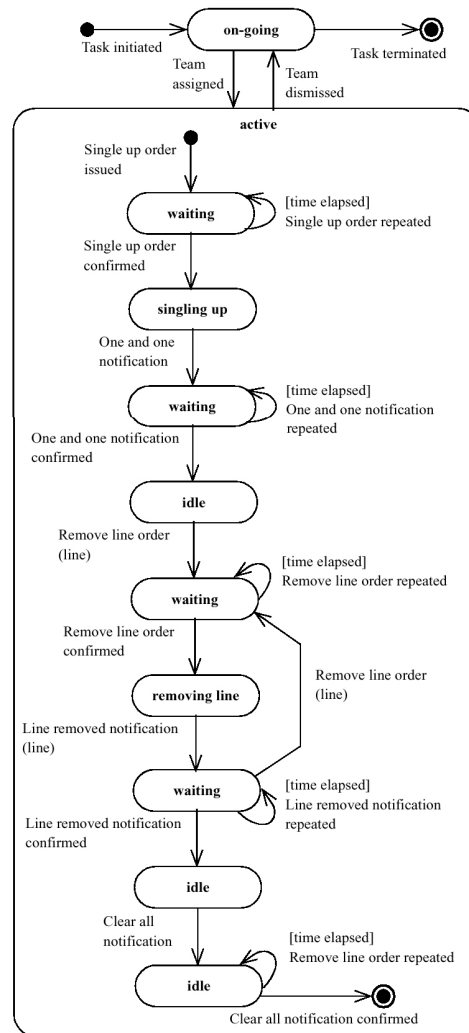 on-going
Task initiated
Task terminated
Team
assigned
Team
dismissed
active
Single up order
issued
waiting
[time elapsed]
Single up order repeated
Single up order
confirmed
singling up
One and one
notification
waiting
[time elapsed]
One and one notification
repeated
One and one notification
confirmed
idle
Remove line order
(line)
[time elapsed]
Remove line order repeated
waiting
Remove line order
confirmed
Remove line order
(line)
removing line
Line removed notification
(line)
waiting
[time elapsed]
Line removed notification
repeated
Line removed notification
confirmed
idle
Clear all
notification
[time elapsed]
Remove line order repeated
idle
Clear all notification confirmed